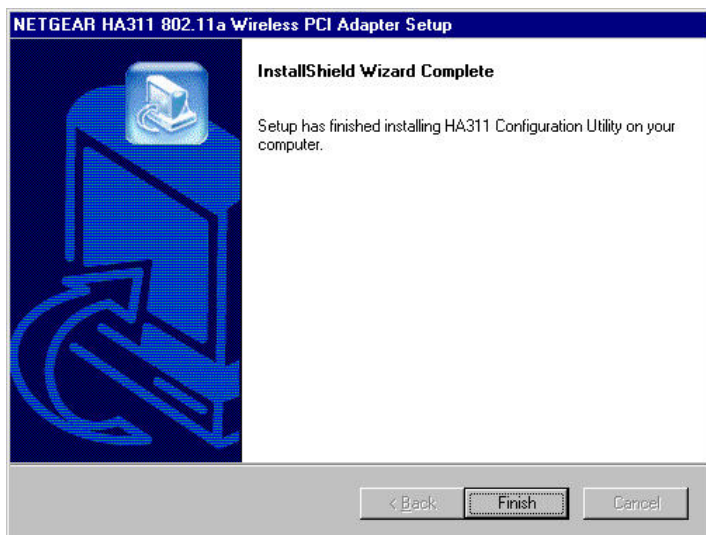 NETGEAR HA311 802.11a Wireless PCI Adapter Setup
InstallShield Wizard Complete
Setup has finished installing HA311 Configuration Utility on your
computer.
< Back
Finish
Cancel